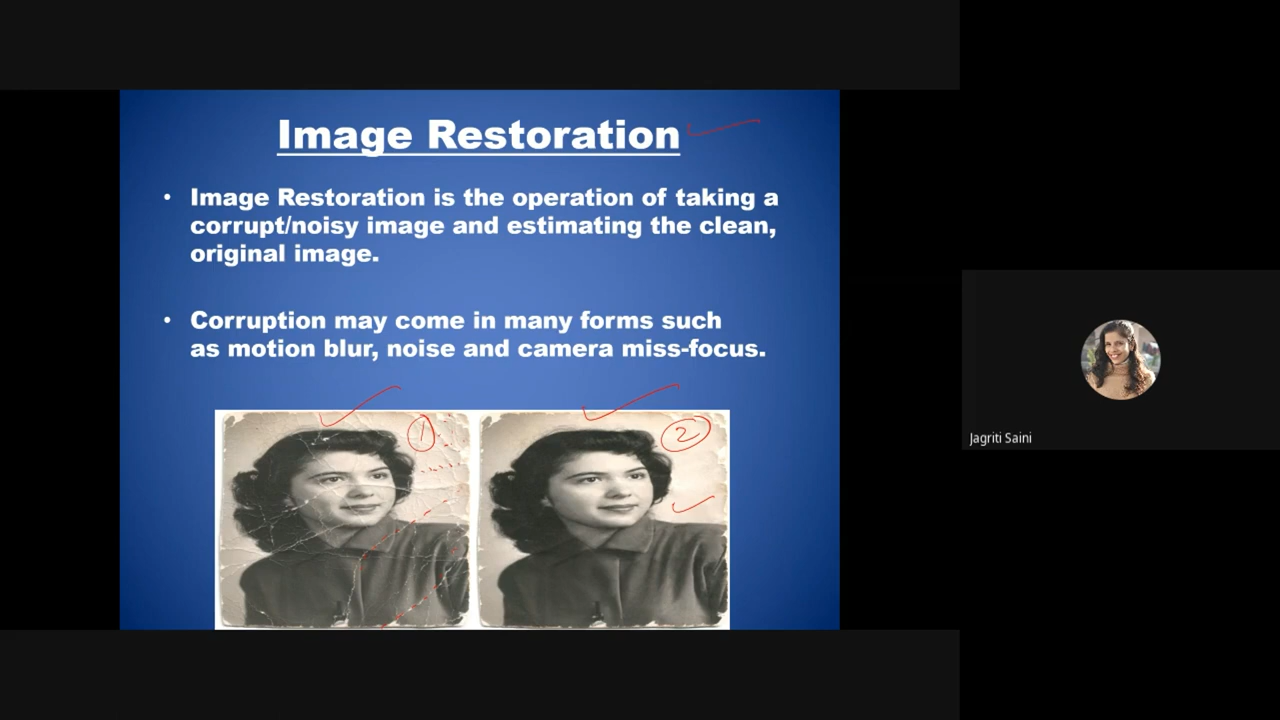 Image Restoration
• Image Restoration is the operation of taking a
corrupt/noisy image and estimating the clean,
original image.
• Corruption may come in many forms such
as motion blur, noise and camera miss-focus.
1
2
Jagriti Saini